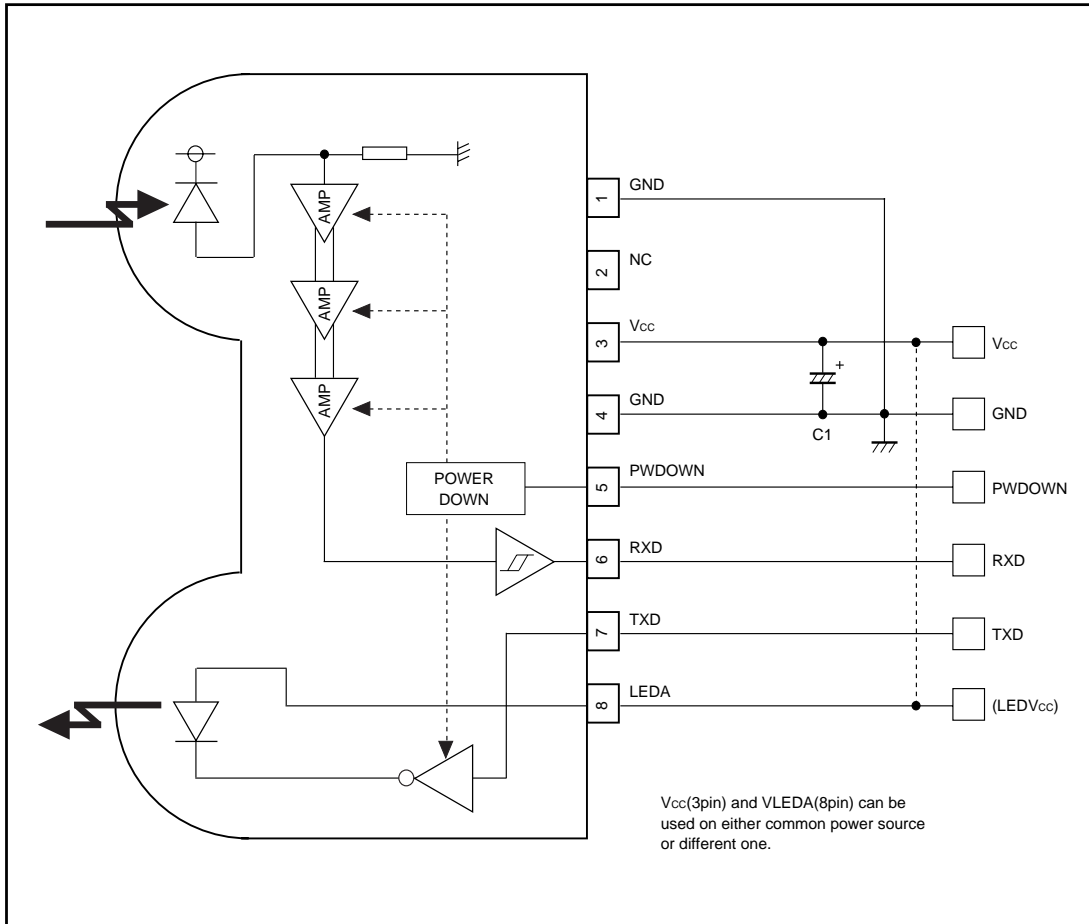 AMP
AMP
AMP
POWER
DOWN
1
GND
2
NC
3
Vcc
4
GND
5
PWDOWN
6
RXD
7
TXD
8
LEDA
+
C1
Vcc
GND
PWDOWN
RXD
TXD
(LEDVcc)
Vcc(3pin) and VLEDA(8pin) can be
used on either common power source
or different one.